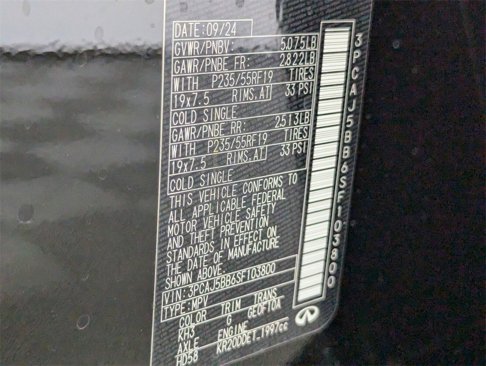 DATE: 09/24
GVWR/PNBV: 5075LB
GAWR/PNBE FR: 2822LB
WITH P235/55RF19 TIRES
19x7.5 RIMS.AT 33 PSI
COLD SINGLE
GAWR/PNBE RR: 2513LB
WITH P235/55RF19 TIRES
19x7.5 RIMS.AT 33 PSI
COLD SINGLE
THIS VEHICLE CONFORMS TO
ALL APPLICABLE FEDERAL
MOTOR VEHICLE SAFETY
AND THEFT PREVENTION
STANDARDS IN EFFECT ON
THE DATE OF MANUFACTURE
SHOWN ABOVE.
VIN: 3PCAJ5BB6SF103800
TYPE: MPV
COLOR TRIM TRANS
KH3 G GE0F10A
AXLE ENGINE
HD58 KR20DDET 1997cc
3PCAJ5BB6SF103800